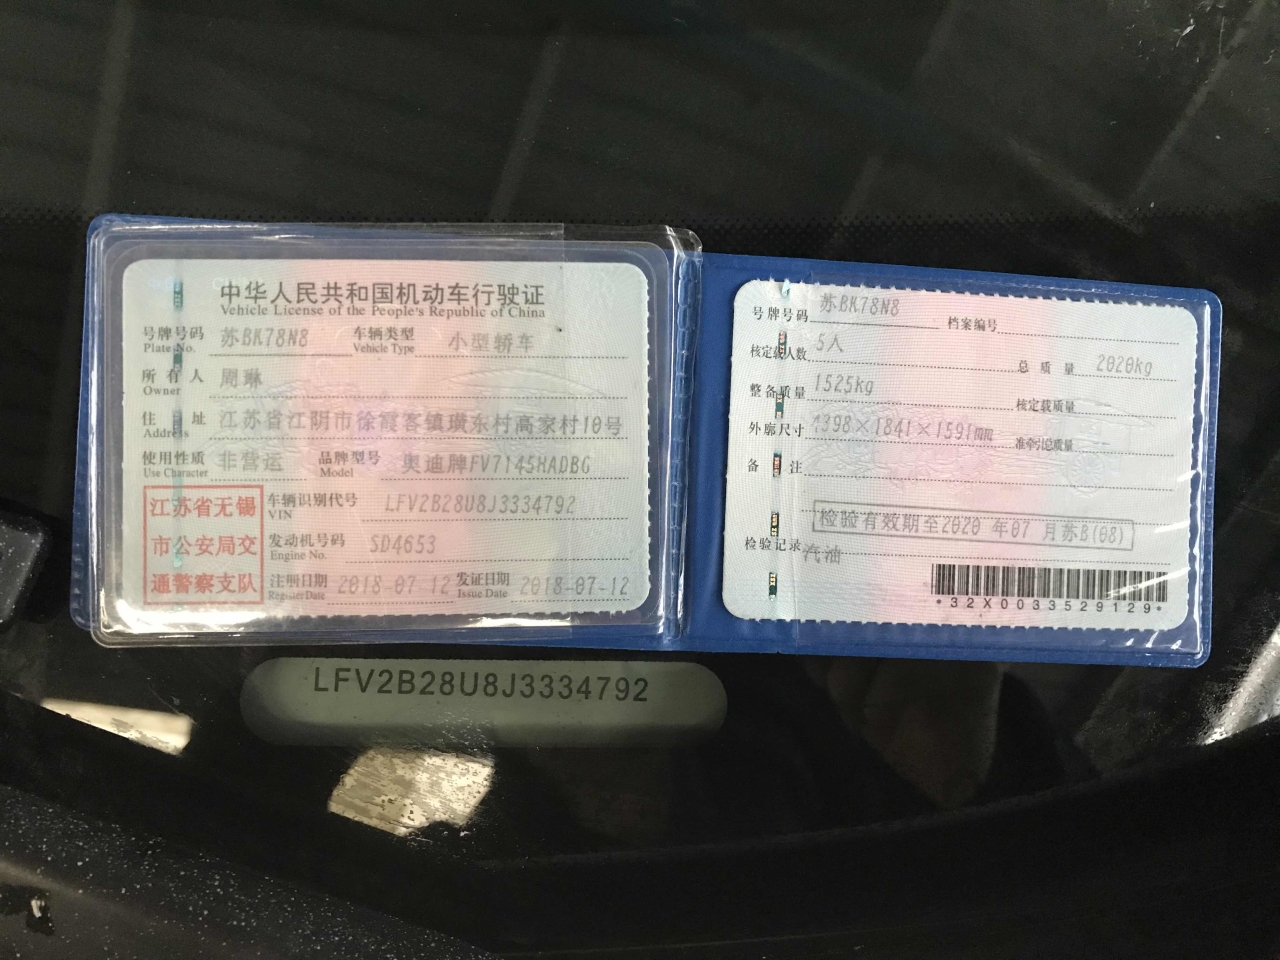 中华人民共和国机动车行驶证
Vehicle License of the People's Republic of China
号牌号码 苏BK78N8 车辆类型 小型轿车
Plate No. Vehicle Type
所有人 周琳
Owner
住址 江苏省江阴市徐霞客镇璜东村高家村10号
Address
使用性质 非营运 品牌型号 奥迪牌FV7145HADBG
Use Character Model
江苏省无锡
市公安局交
通警察支队
车辆识别代号 LFV2B28U8J3334792
VIN
发动机号码 SD4653
Engine No.
注册日期 2018-07-12 发证日期 2018-07-12
Register Date Issue Date
号牌号码 苏BK78N8 档案编号
核定载人数 5人 总质量 2020kg
整备质量 1525kg 核定载质量
外廓尺寸 4398×1841×1591mm 准牵引总质量 —
备注
检验有效期至2020年07月苏B(08)
检验记录 汽油
*32X0033529129*
LFV2B28U8J3334792